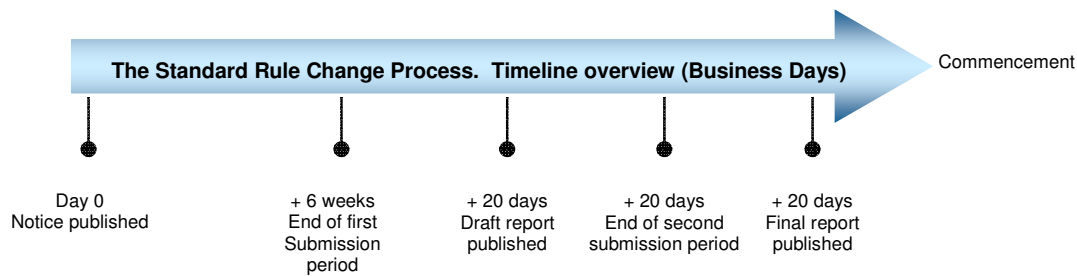 The Standard Rule Change Process.  Timeline overview (Business Days)
Commencement
Day 0
Notice published
+ 6 weeks
End of first
Submission
period
+ 20 days
Draft report
published
+ 20 days
End of second
submission period
+ 20 days
Final report
published